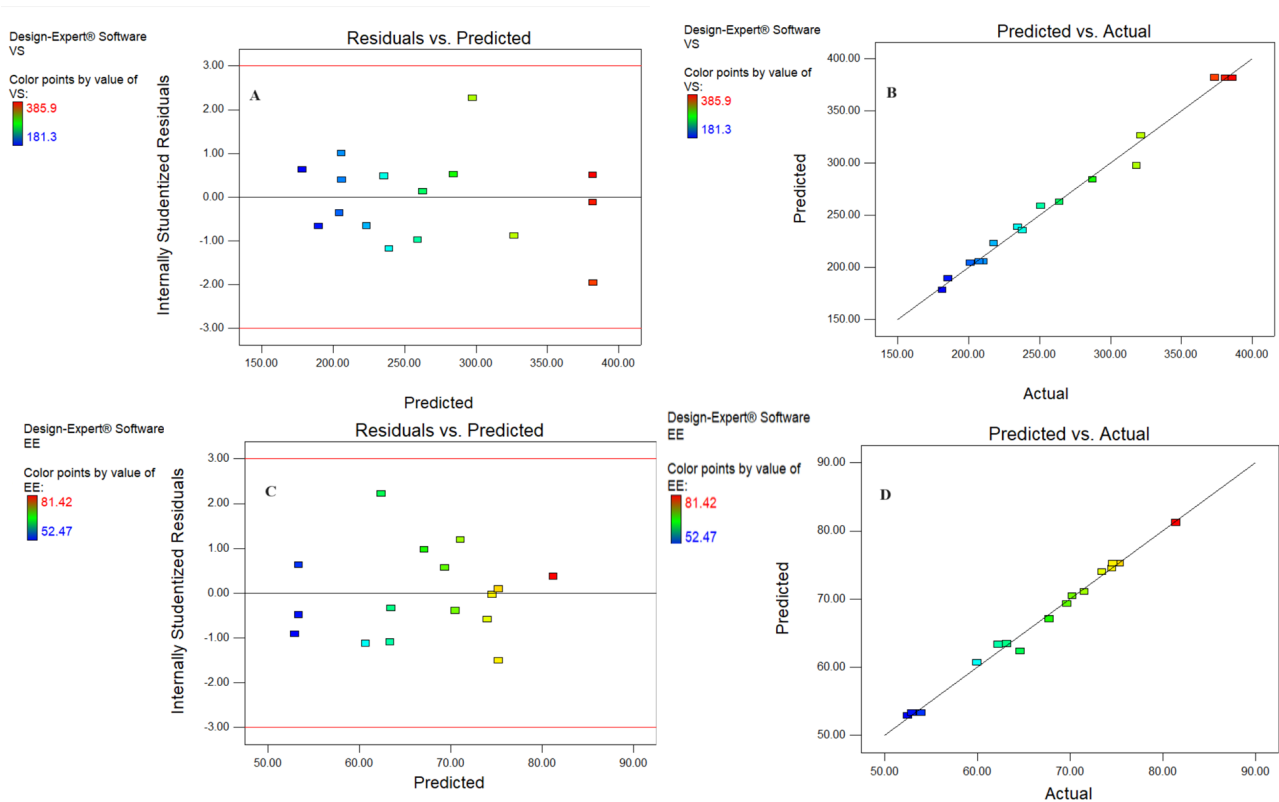 Design-Expert® Software
VS
Color points by value of
VS:
385.9
181.3
Residuals vs. Predicted
A
Internally Studentized Residuals
3.00
2.00
1.00
0.00
-1.00
-2.00
-3.00
150.00 200.00 250.00 300.00 350.00 400.00
Predicted
Design-Expert® Software
VS
Color points by value of
VS:
385.9
181.3
Predicted vs. Actual
B
Predicted
400.00
350.00
300.00
250.00
200.00
150.00
150.00 200.00 250.00 300.00 350.00 400.00
Actual
Design-Expert® Software
EE
Color points by value of
EE:
81.42
52.47
Residuals vs. Predicted
C
Internally Studentized Residuals
3.00
2.00
1.00
0.00
-1.00
-2.00
-3.00
50.00 60.00 70.00 80.00 90.00
Predicted
Design-Expert® Software
EE
Color points by value of
EE:
81.42
52.47
Predicted vs. Actual
D
Predicted
90.00
80.00
70.00
60.00
50.00
50.00 60.00 70.00 80.00 90.00
Actual